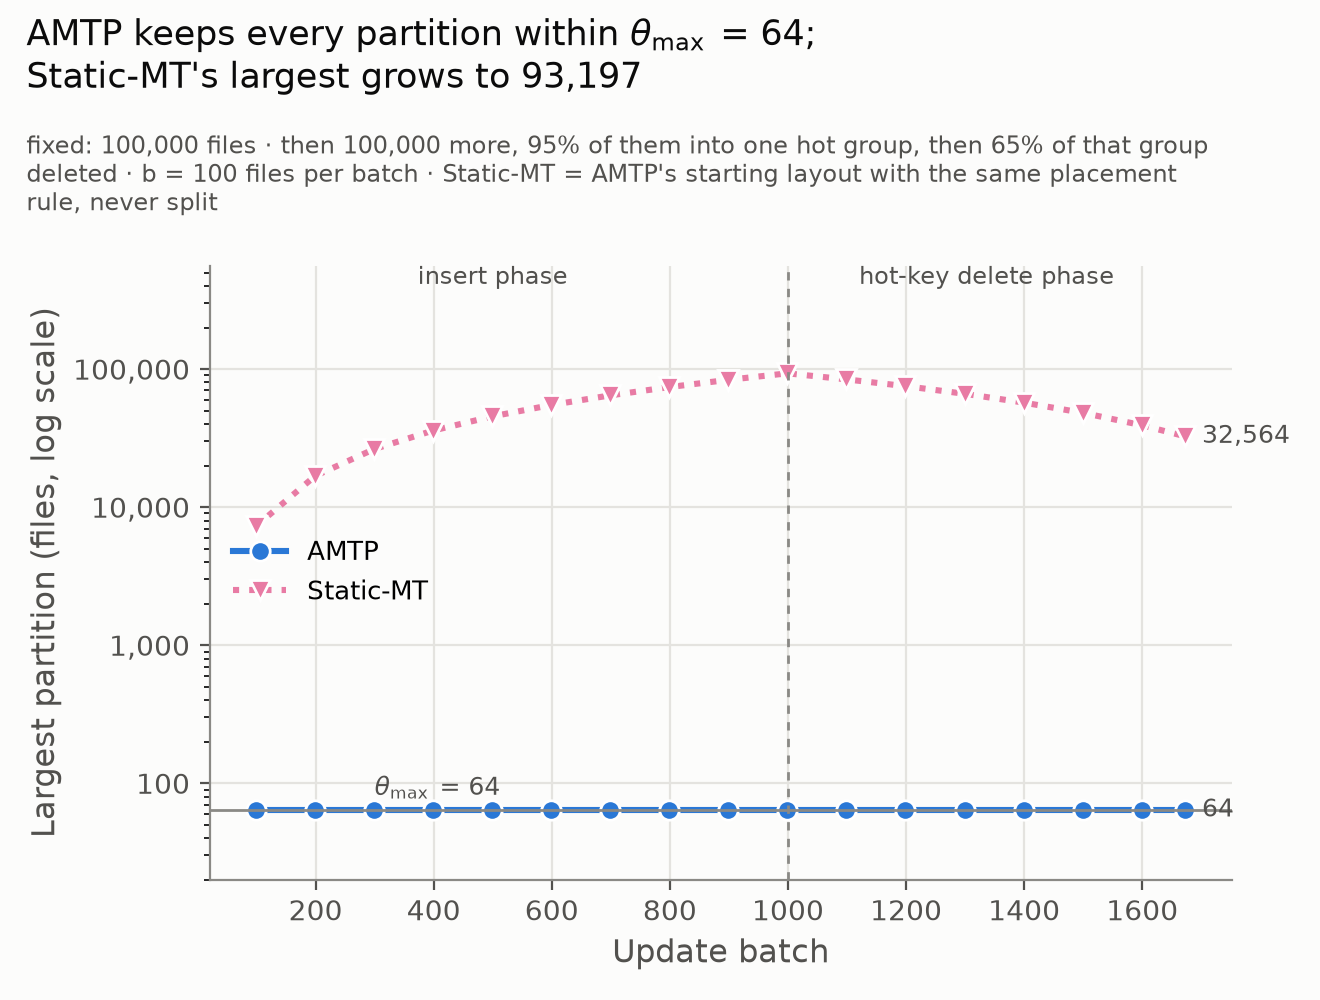 AMTP keeps every partition within θmax = 64;
Static-MT's largest grows to 93,197
fixed: 100,000 files · then 100,000 more, 95% of them into one hot group, then 65% of that group
deleted · b = 100 files per batch · Static-MT = AMTP's starting layout with the same placement
rule, never split
insert phase
hot-key delete phase
Largest partition (files, log scale)
100,000
10,000
1,000
100
32,564
AMTP
Static-MT
θmax = 64
64
200 400 600 800 1000 1200 1400 1600
Update batch